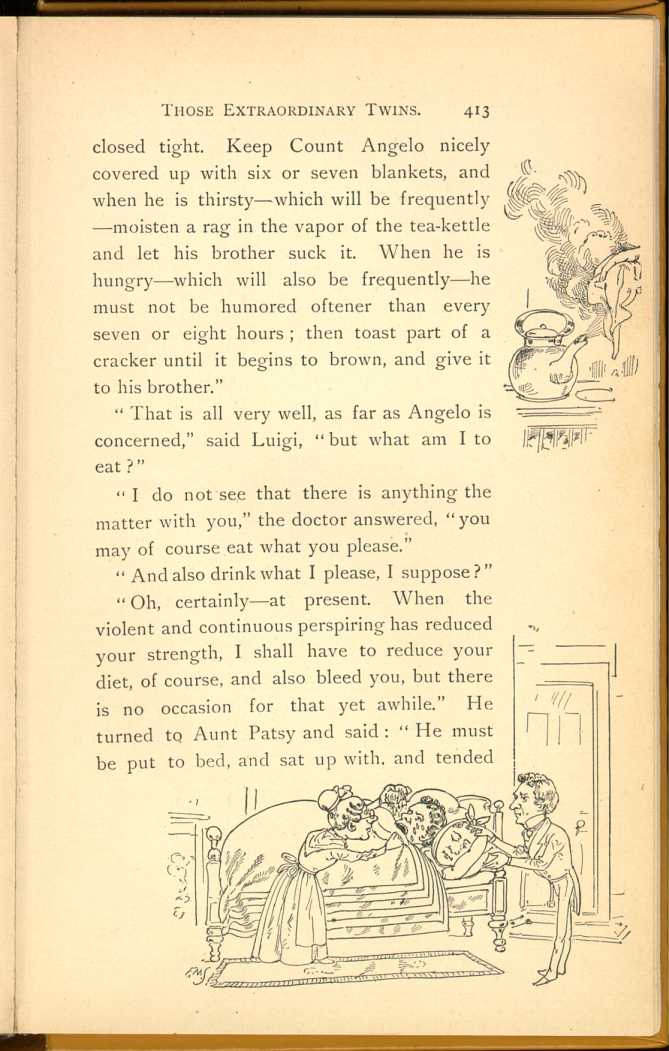 THOSE EXTRAORDINARY TWINS. 413
closed tight. Keep Count Angelo nicely
covered up with six or seven blankets, and
when he is thirsty—which will be frequently
—moisten a rag in the vapor of the tea-kettle
and let his brother suck it. When he is
hungry—which will also be frequently—he
must not be humored oftener than every
seven or eight hours; then toast part of a
cracker until it begins to brown, and give it
to his brother."
"That is all very well, as far as Angelo is
concerned," said Luigi, "but what am I to
eat?"
"I do not see that there is anything the
matter with you," the doctor answered, "you
may of course eat what you please."
"And also drink what I please, I suppose?"
"Oh, certainly—at present. When the
violent and continuous perspiring has reduced
your strength, I shall have to reduce your
diet, of course, and also bleed you, but there
is no occasion for that yet awhile." He
turned to Aunt Patsy and said: "He must
be put to bed, and sat up with, and tended
F.M.S.